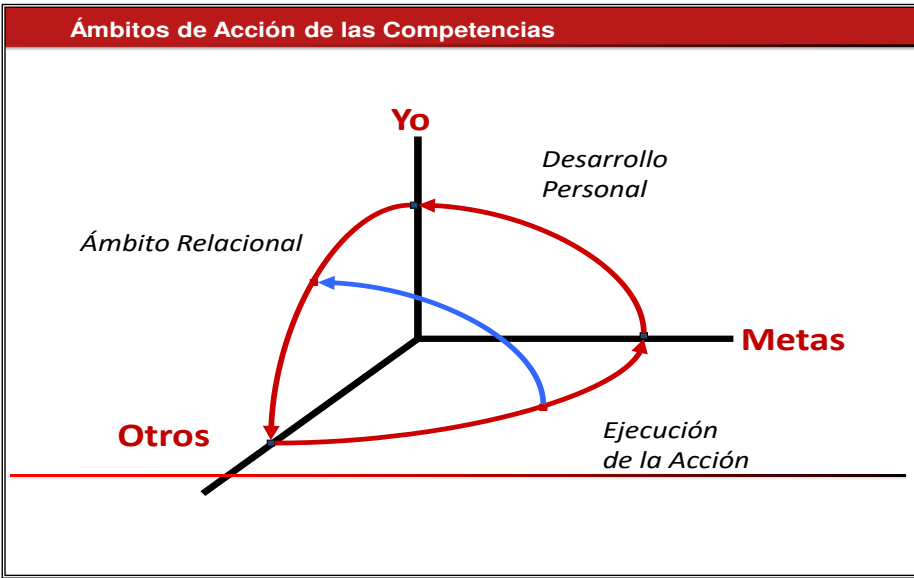 Ámbitos de Acción de las Competencias
Yo
Desarrollo
Personal
Ámbito Relacional
Metas
Otros
Ejecución
de la Acción